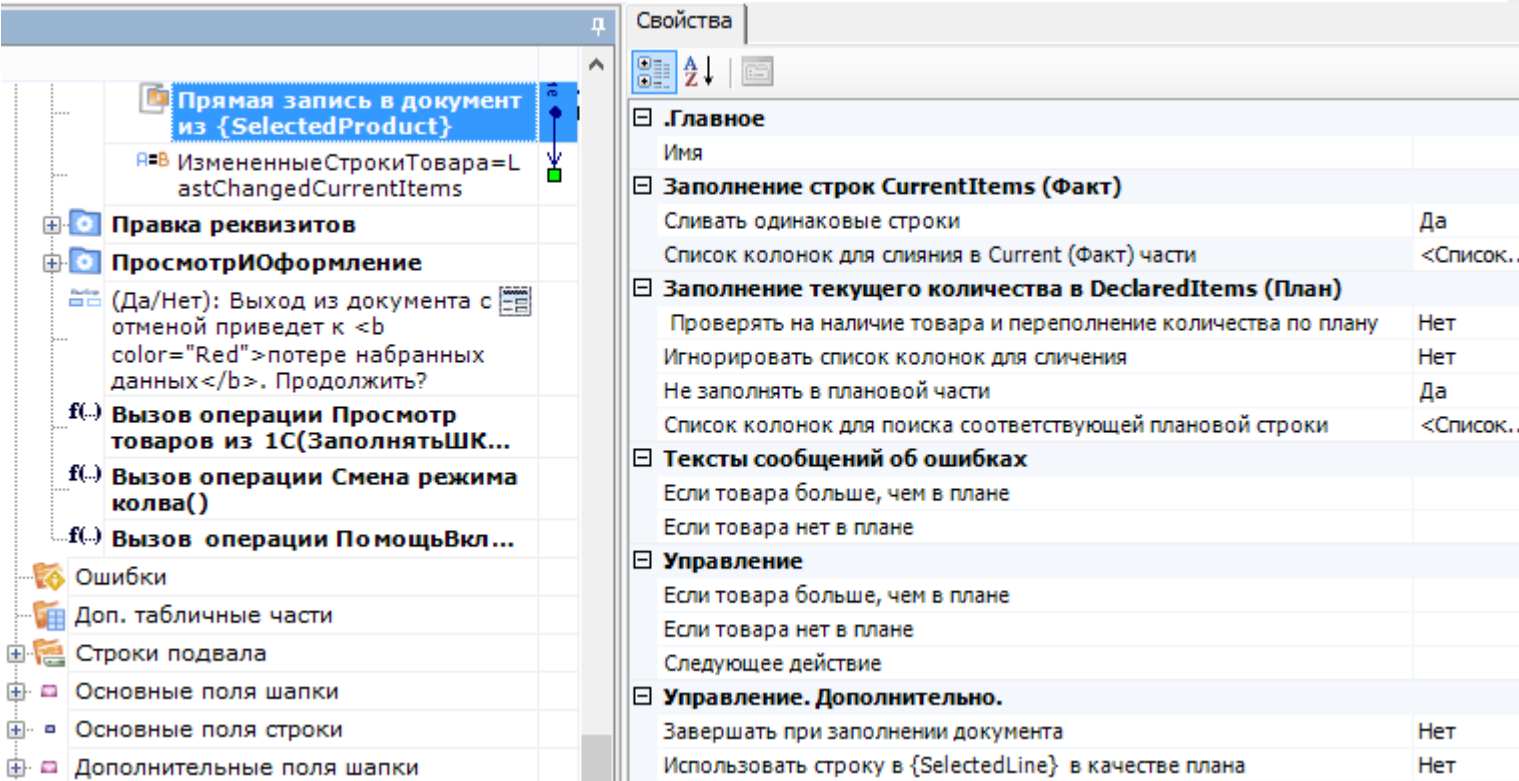 Прямая запись в документ
из {SelectedProduct}
A=B ИзмененныеСтрокиТовара=L
astChangedCurrentItems
Правка реквизитов
ПросмотрИОформление
(Да/Нет): Выход из документа с
отменой приведет к <b
color="Red">потере набранных
данных</b>. Продолжить?
f(..) Вызов операции Просмотр
товаров из 1С(ЗаполнятьШК...
f(..) Вызов операции Смена режима
колва()
f(..) Вызов операции ПомощьВкл...
Ошибки
Доп. табличные части
Строки подвала
Основные поля шапки
Основные поля строки
Дополнительные поля шапки
Свойства
.Главное
Имя
Заполнение строк CurrentItems (Факт)
Сливать одинаковые строки Да
Список колонок для слияния в Current (Факт) части <Список..
Заполнение текущего количества в DeclaredItems (План)
Проверять на наличие товара и переполнение количества по плану Нет
Игнорировать список колонок для сличения Нет
Не заполнять в плановой части Да
Список колонок для поиска соответствующей плановой строки <Список..
Тексты сообщений об ошибках
Если товара больше, чем в плане
Если товара нет в плане
Управление
Если товара больше, чем в плане
Если товара нет в плане
Следующее действие
Управление. Дополнительно.
Завершать при заполнении документа Нет
Использовать строку в {SelectedLine} в качестве плана Нет